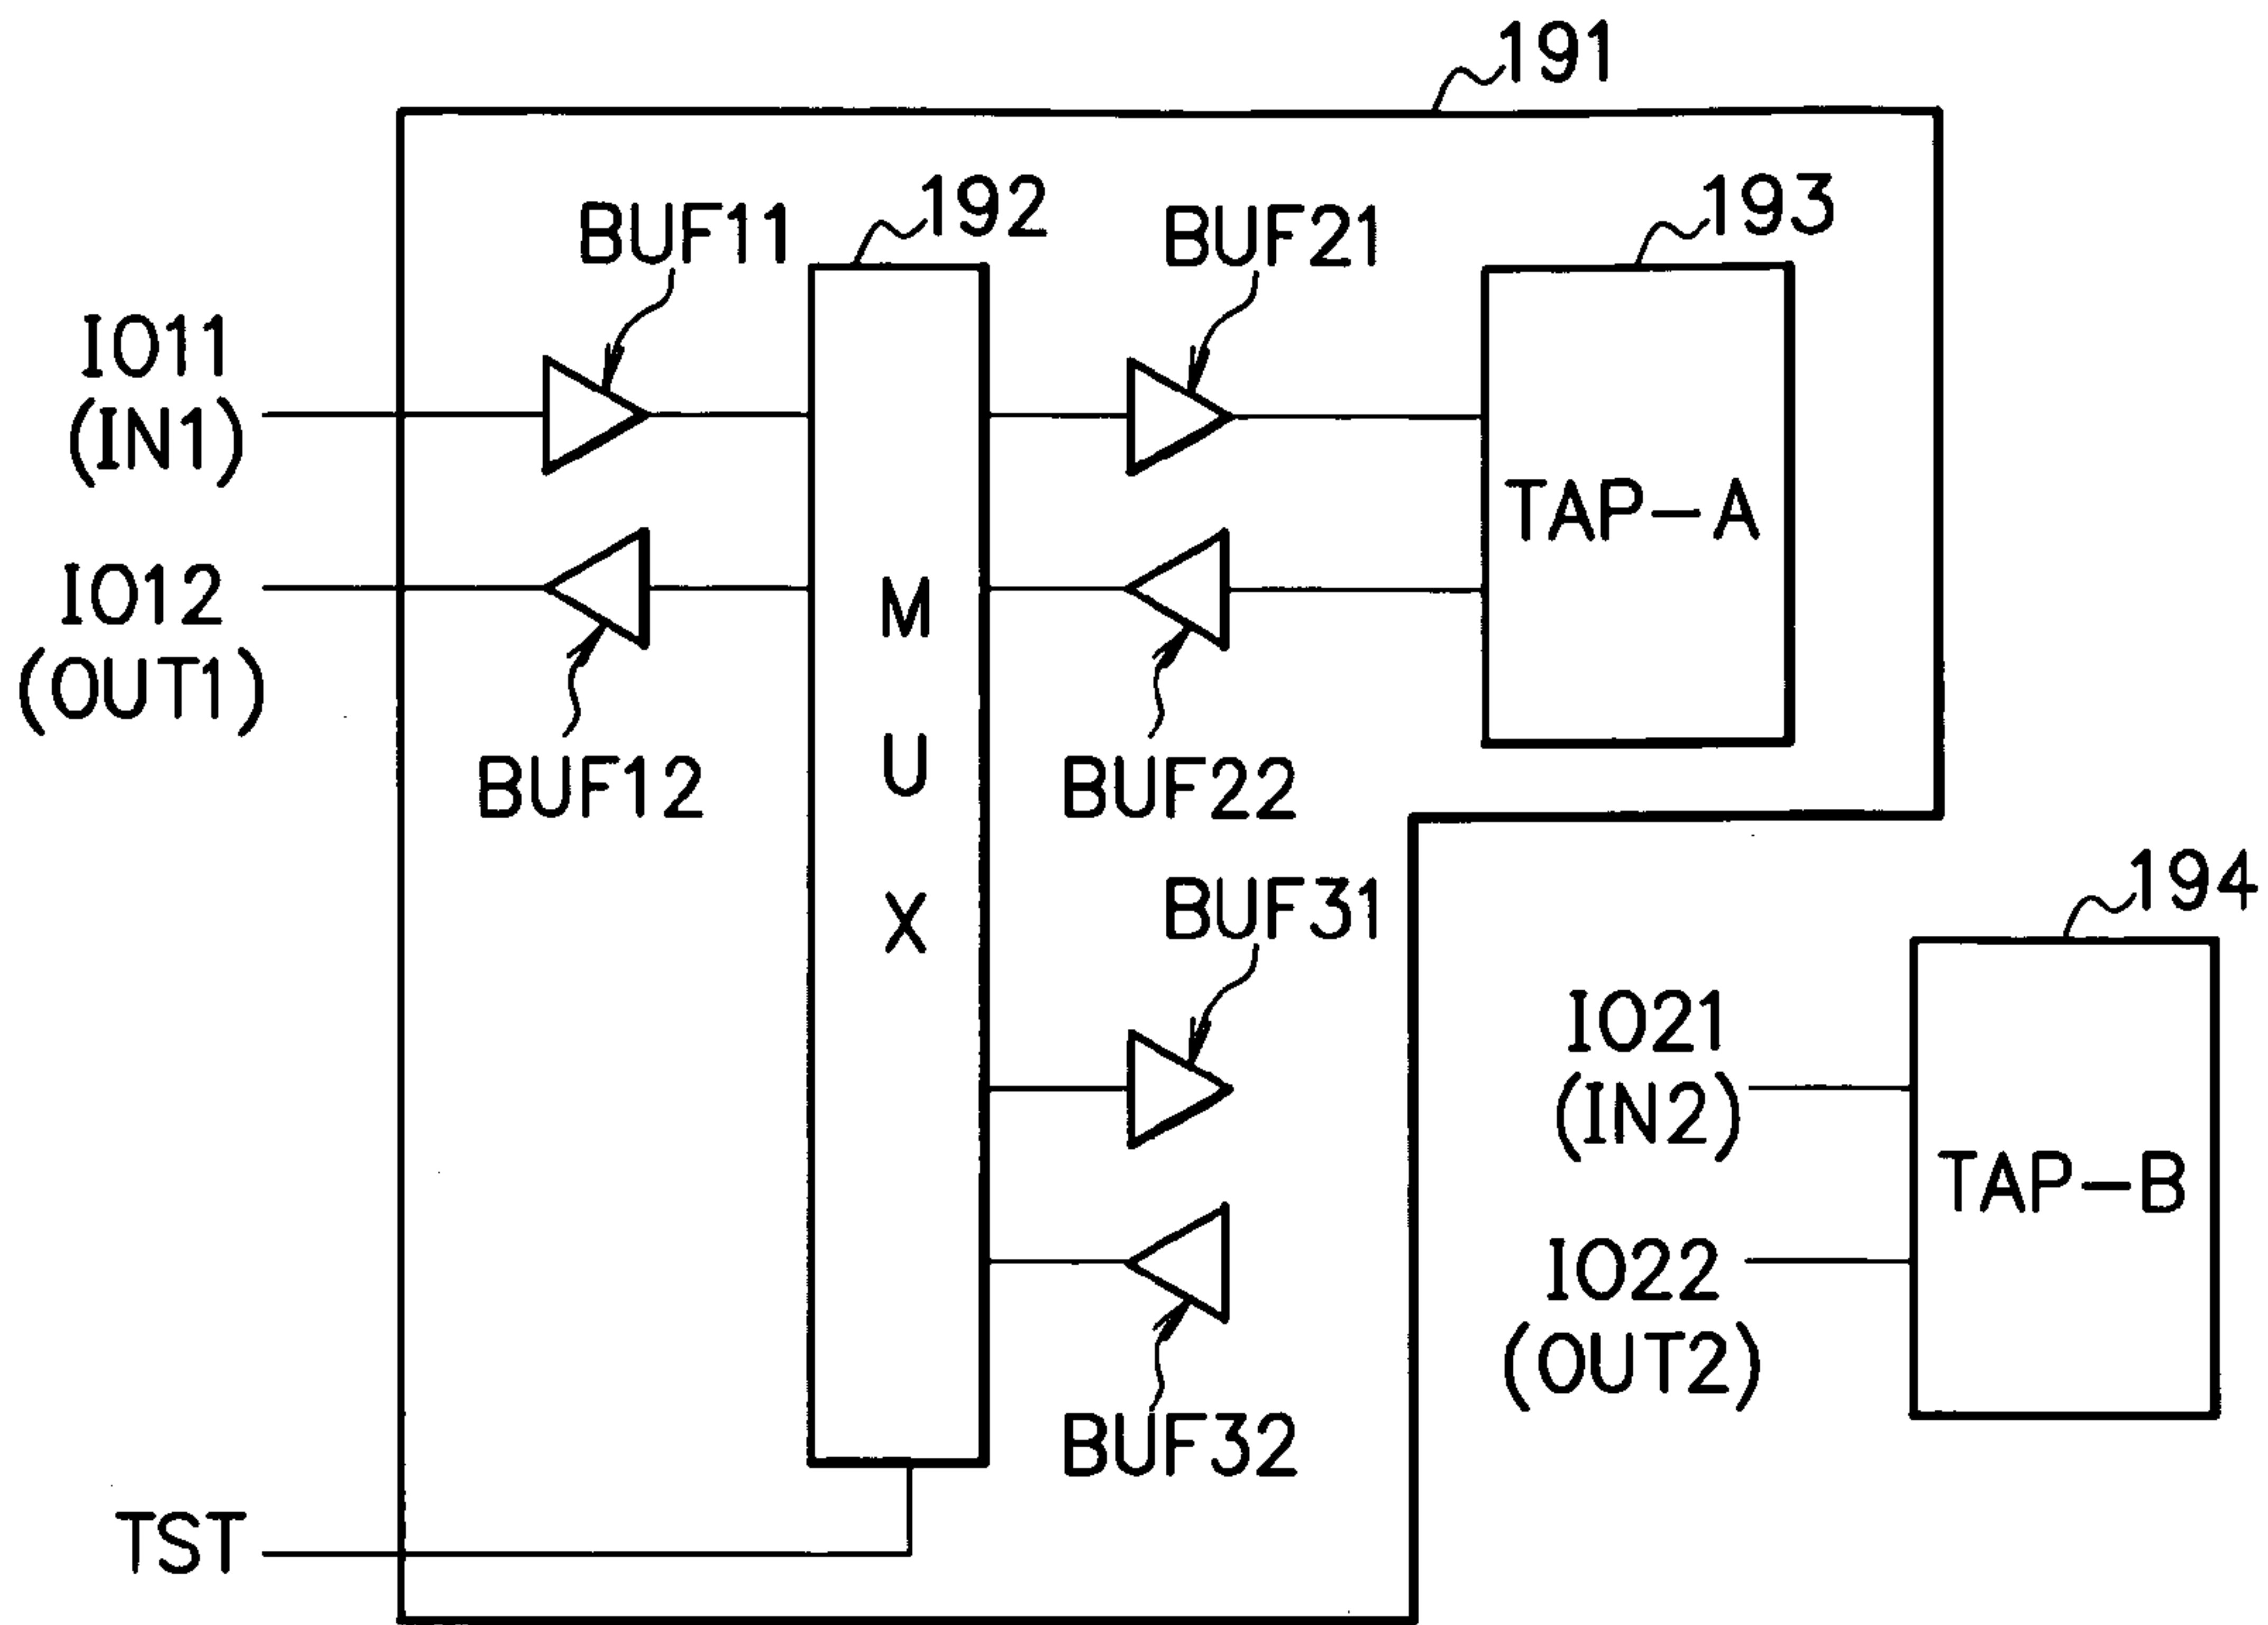 191
192
193
BUF11
BUF21
IO11
(IN1)
TAP-A
IO12
(OUT1)
MUX
BUF12
BUF22
BUF31
194
IO21
(IN2)
TAP-B
IO22
(OUT2)
BUF32
TST